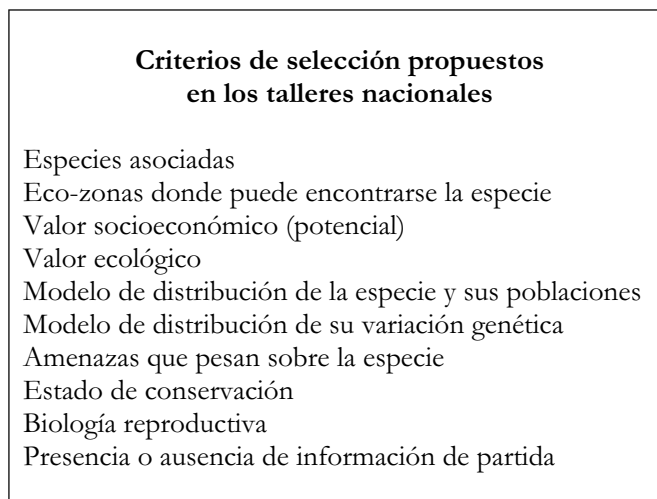 Criterios de selección propuestos
en los talleres nacionales
Especies asociadas
Eco-zonas donde puede encontrarse la especie
Valor socioeconómico (potencial)
Valor ecológico
Modelo de distribución de la especie y sus poblaciones
Modelo de distribución de su variación genética
Amenazas que pesan sobre la especie
Estado de conservación
Biología reproductiva
Presencia o ausencia de información de partida